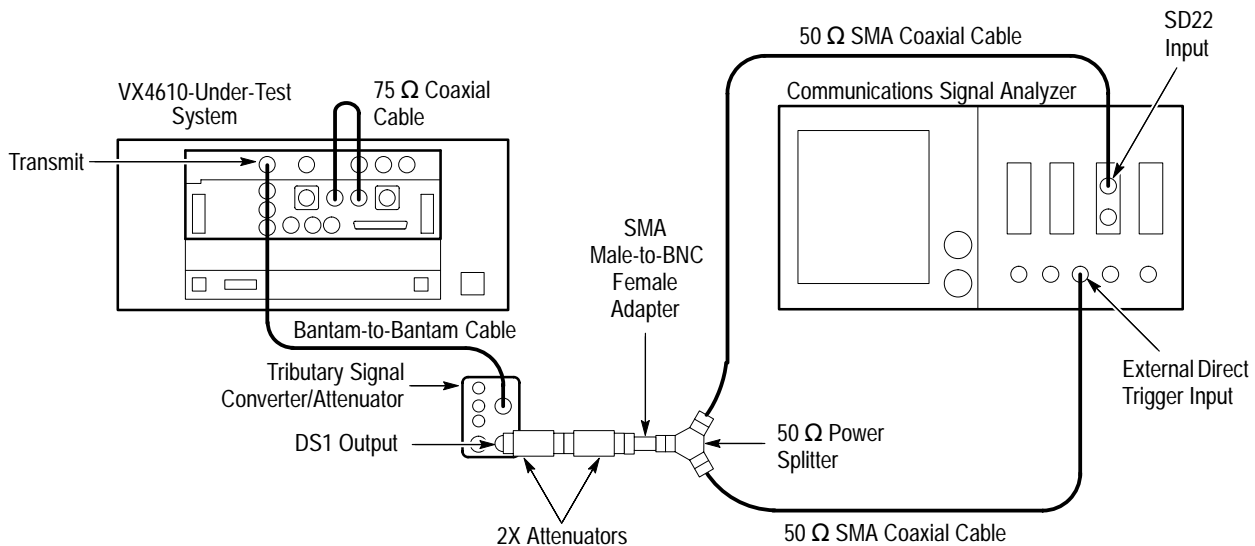 50 Ω SMA Coaxial Cable
SD22
Input
VX4610-Under-Test
System
75 Ω Coaxial
Cable
Communications Signal Analyzer
Transmit
SMA
Male-to-BNC
Female
Adapter
Bantam-to-Bantam Cable
Tributary Signal
Converter/Attenuator
External Direct
Trigger Input
DS1 Output
50 Ω Power
Splitter
2X Attenuators
50 Ω SMA Coaxial Cable